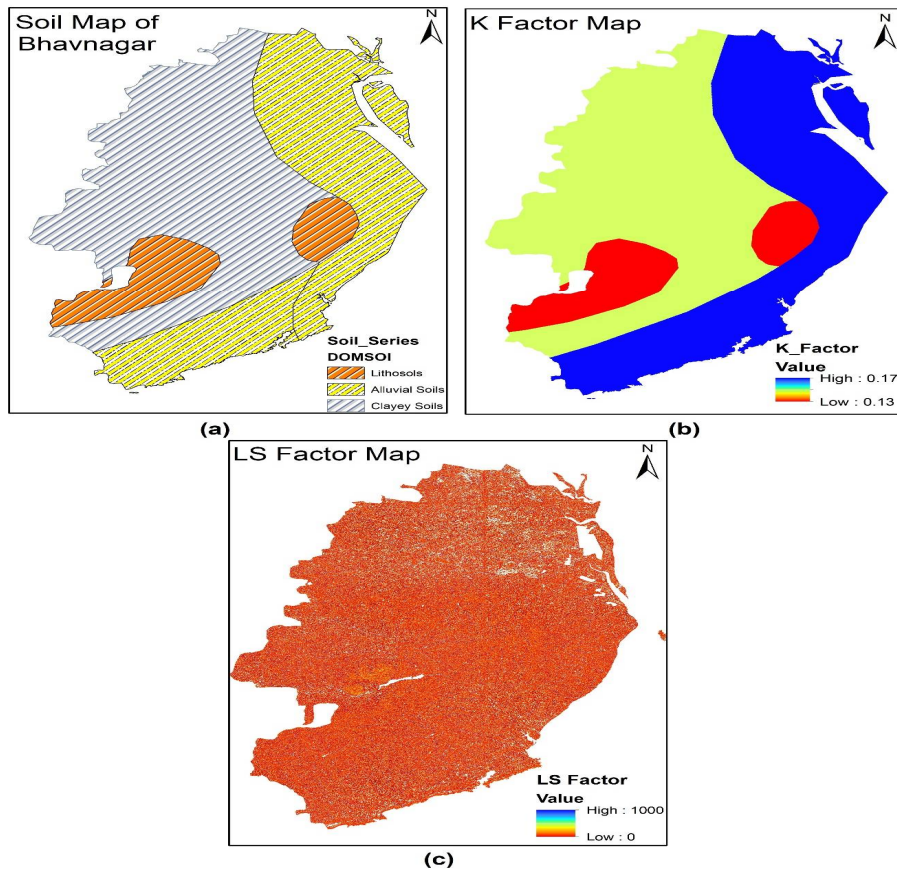 Soil Map of
Bhavnagar
N
Soil_Series
DOMSOI
Lithosols
Alluvial Soils
Clayey Soils
(a)
K Factor Map
N
K_Factor
Value
High : 0.17
Low : 0.13
(b)
LS Factor Map
N
LS Factor
Value
High : 1000
Low : 0
(c)